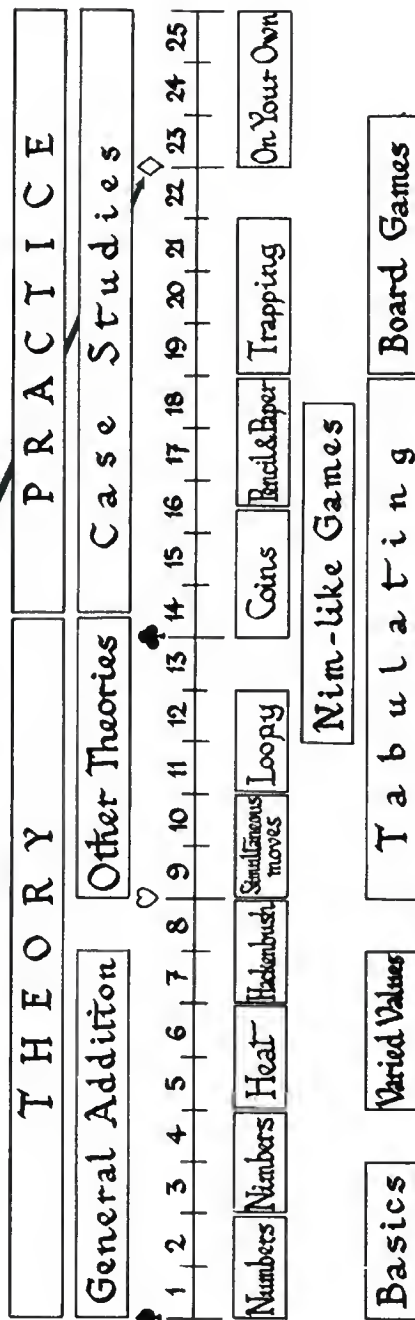 THEORY PRACTICE
General Addition Other Theories Case Studies
1 2 3 4 5 6 7 8 9 10 11 12 13 14 15 16 17 18 19 20 21 22 23 24 25
Numbers Nimbers Heat Hackenbush Simultaneous moves Loopy Coins Pencil & Paper Trapping On Your Own
Nim-like Games
Basics Varied Values Tabulating Board Games